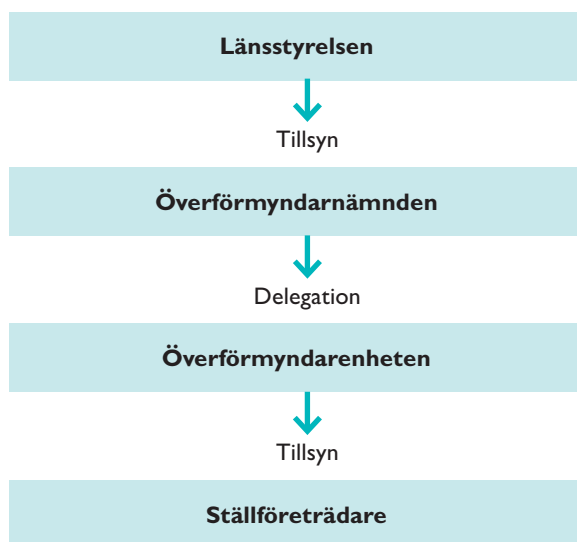 Länsstyrelsen
Tillsyn
Överförmyndarnämnden
Delegation
Överförmyndarenheten
Tillsyn
Ställföreträdare